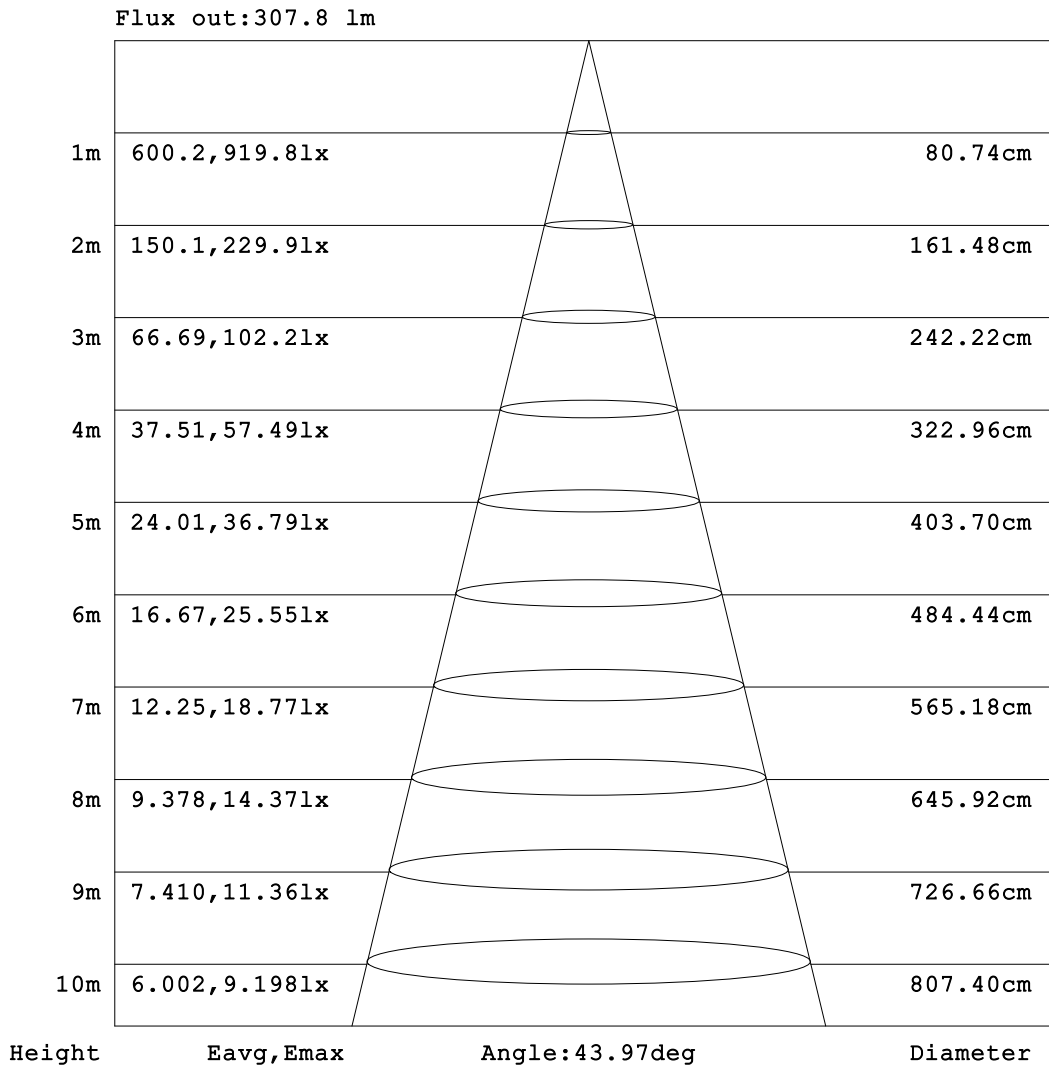 Flux out:307.8 lm
1m 600.2,919.8lx 80.74cm
2m 150.1,229.9lx 161.48cm
3m 66.69,102.2lx 242.22cm
4m 37.51,57.49lx 322.96cm
5m 24.01,36.79lx 403.70cm
6m 16.67,25.55lx 484.44cm
7m 12.25,18.77lx 565.18cm
8m 9.378,14.37lx 645.92cm
9m 7.410,11.36lx 726.66cm
10m 6.002,9.198lx 807.40cm
Height Eavg,Emax Angle:43.97deg Diameter